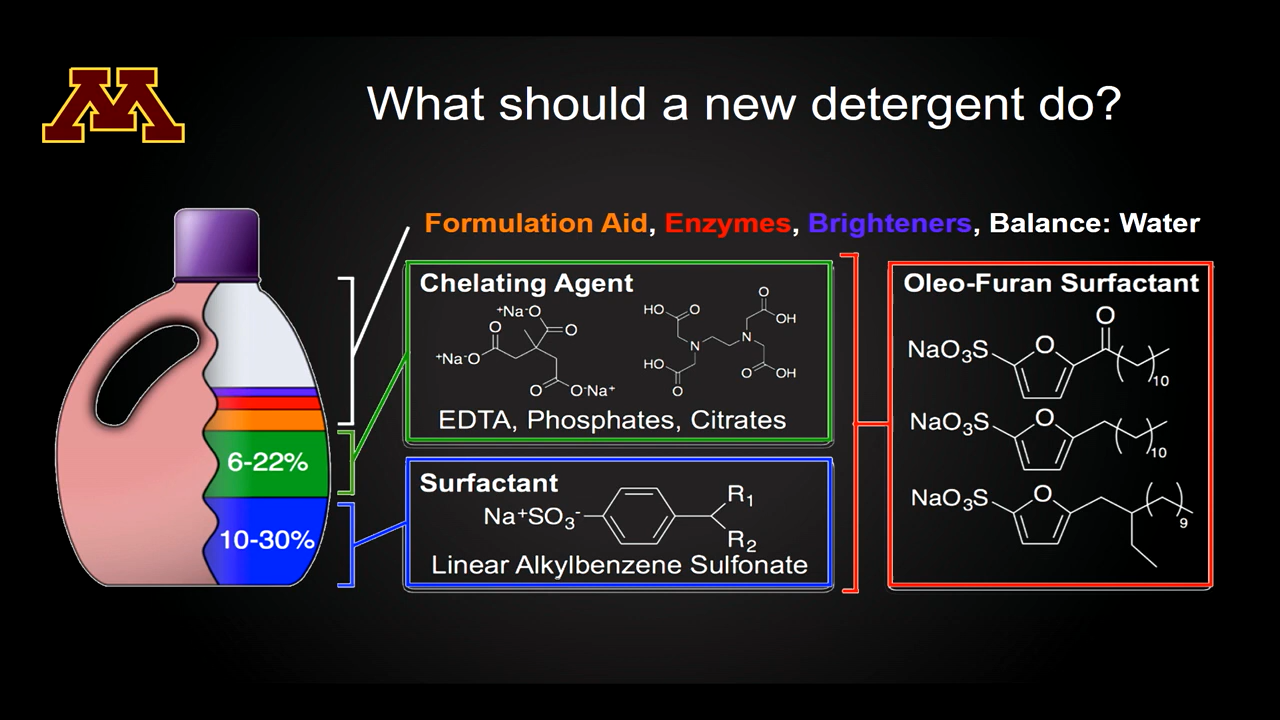 M
What should a new detergent do?
Formulation Aid, Enzymes, Brighteners, Balance: Water
Chelating Agent
⁺Na⁻O
O
O
⁺Na⁻O
O
O⁻Na⁺
HO
O
O
OH
N
N
HO
O
O
OH
EDTA, Phosphates, Citrates
6-22%
10-30%
Surfactant
Na⁺SO₃⁻
R₁
R₂
Linear Alkylbenzene Sulfonate
Oleo-Furan Surfactant
O
NaO₃S
O
10
NaO₃S
O
10
NaO₃S
O
9